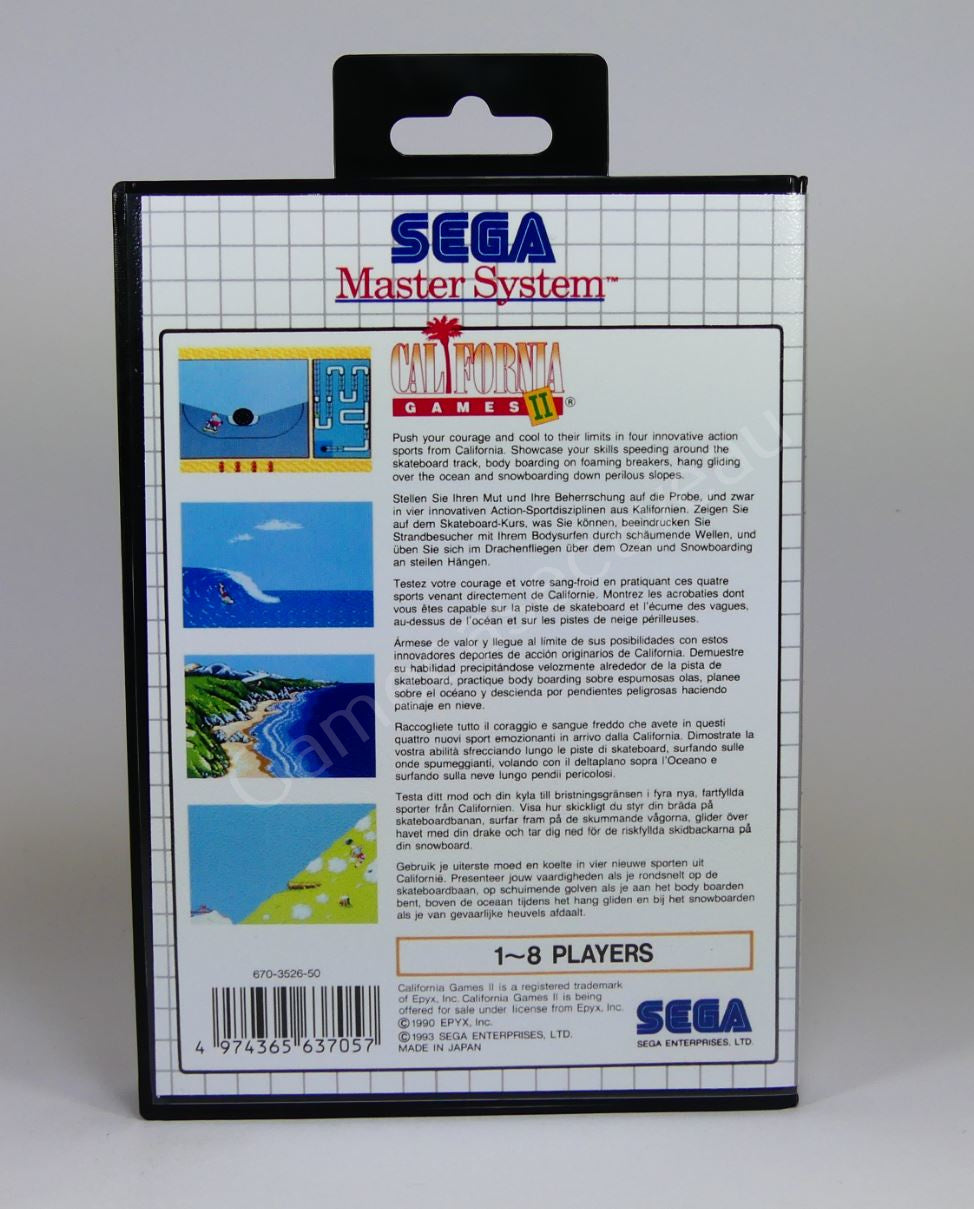 SEGA
Master System™
CALIFORNIA
GAMES II ®
Push your courage and cool to their limits in four innovative action
sports from California. Showcase your skills speeding around the
skateboard track, body boarding on foaming breakers, hang gliding
over the ocean and snowboarding down perilous slopes.
Stellen Sie Ihren Mut und Ihre Beherrschung auf die Probe, und zwar
in vier innovativen Action-Sportdisziplinen aus Kalifornien. Zeigen Sie
auf dem Skateboard-Kurs, was Sie können, beeindrucken Sie
Strandbesucher mit Ihrem Bodysurfen durch schäumende Wellen, und
üben Sie sich im Drachenfliegen über dem Ozean und Snowboarding
an steilen Hängen.
Testez votre courage et votre sang-froid en pratiquant ces quatre
sports venant directement de Californie. Montrez les acrobaties dont
vous êtes capable sur la piste de skateboard et l'écume des vagues,
au-dessus de l'océan et sur les pistes de neige périlleuses.
Ármese de valor y llegue al límite de sus posibilidades con estos
innovadores deportes de acción originarios de California. Demuestre
su habilidad precipitándose velozmente alrededor de la pista de
skateboard, practique body boarding sobre espumosas olas, planee
sobre el océano y descienda por pendientes peligrosas haciendo
patinaje en nieve.
Raccogliete tutto il coraggio e sangue freddo che avete in questi
quattro nuovi sport emozionanti in arrivo dalla California. Dimostrate la
vostra abilità sfrecciando lungo le piste di skateboard, surfando sulle
onde spumeggianti, volando con il deltaplano sopra l'Oceano e
surfando sulla neve lungo pendii pericolosi.
Testa ditt mod och din kyla till bristningsgränsen i fyra nya, fartfyllda
sporter från Californien. Visa hur skickligt du styr din bräda på
skateboardbanan, surfar fram på de skummande vågorna, glider över
havet med din drake och tar dig ned för de riskfyllda skidbackarna på
din snowboard.
Gebruik je uiterste moed en koelte in vier nieuwe sporten uit
Californië. Presenteer jouw vaardigheden als je rondsnelt op de
skateboardbaan, op schuimende golven als je aan het body boarden
bent, boven de oceaan tijdens het hang gliden en bij het snowboarden
als je van gevaarlijke heuvels afdaalt.
1~8 PLAYERS
670-3526-50
4 974365 637057
California Games II is a registered trademark
of Epyx, Inc. California Games II is being
offered for sale under license from Epyx, Inc.
©1990 EPYX, Inc.
©1993 SEGA ENTERPRISES, LTD.
MADE IN JAPAN
SEGA
SEGA ENTERPRISES, LTD.